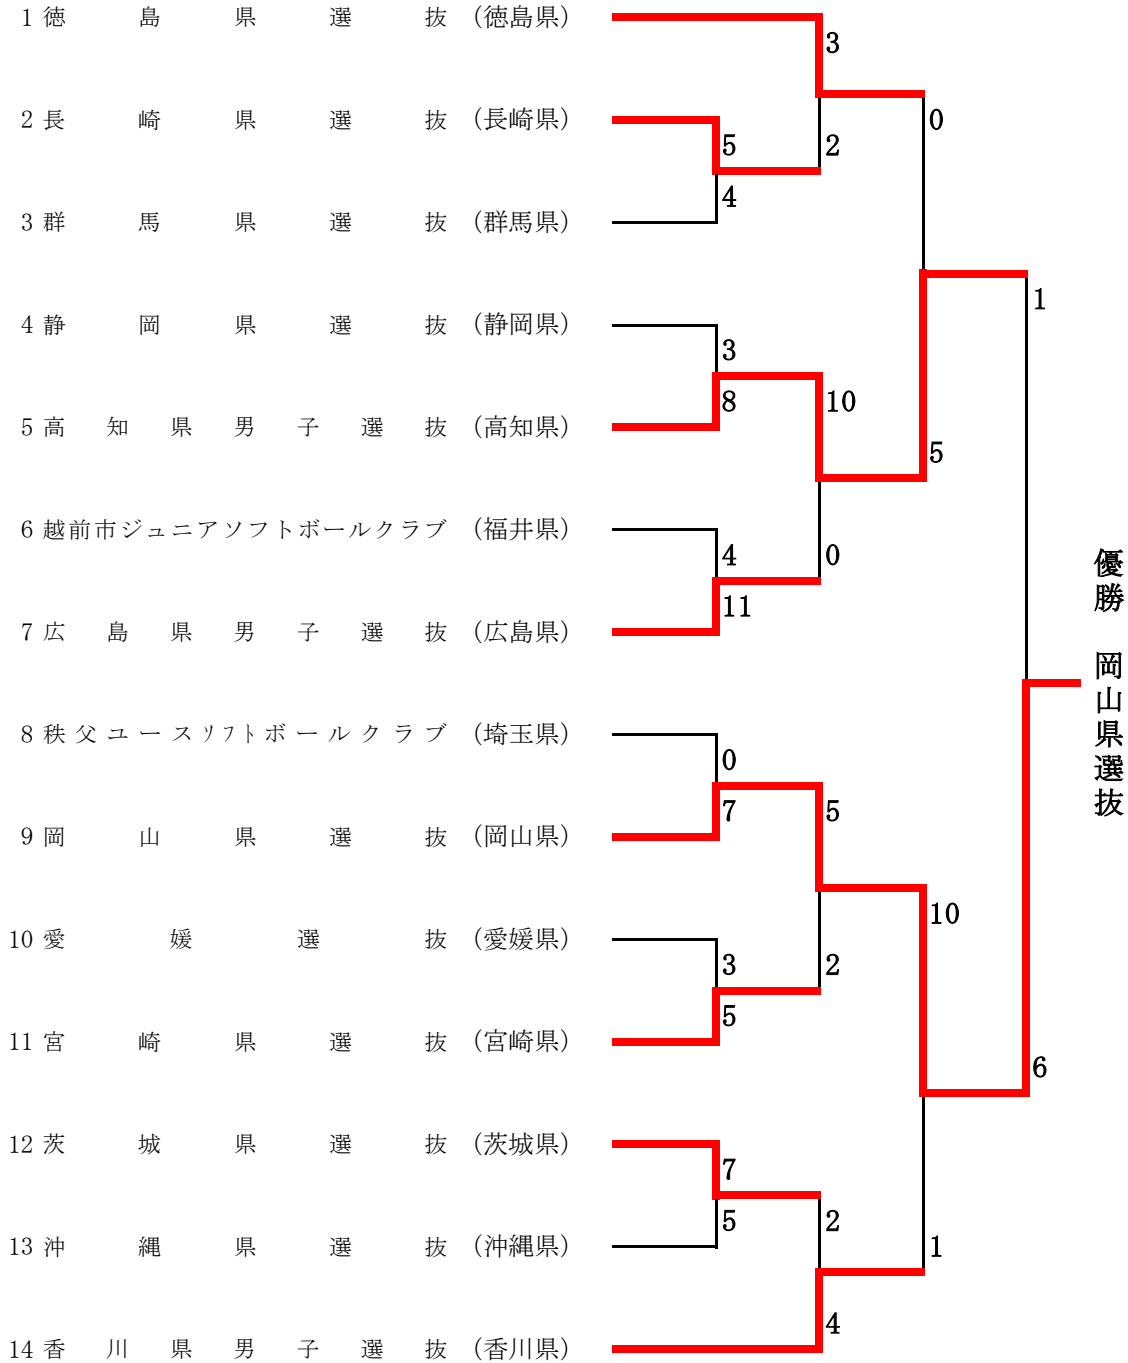 1 徳島県選抜 (徳島県)
3
2 長崎県選抜 (長崎県)
0
5
2
4
3 群馬県選抜 (群馬県)
1
4 静岡県選抜 (静岡県)
3
8
10
5 高知県男子選抜 (高知県)
5
6 越前市ジュニアソフトボールクラブ (福井県)
4
0
11
7 広島県男子選抜 (広島県)
優勝 岡山県選抜
8 秩父ユースソフトボールクラブ (埼玉県)
0
7
5
9 岡山県選抜 (岡山県)
10
10 愛媛選抜 (愛媛県)
3
2
5
11 宮崎県選抜 (宮崎県)
6
12 茨城県選抜 (茨城県)
7
5
2
13 沖縄県選抜 (沖縄県)
1
4
14 香川県男子選抜 (香川県)